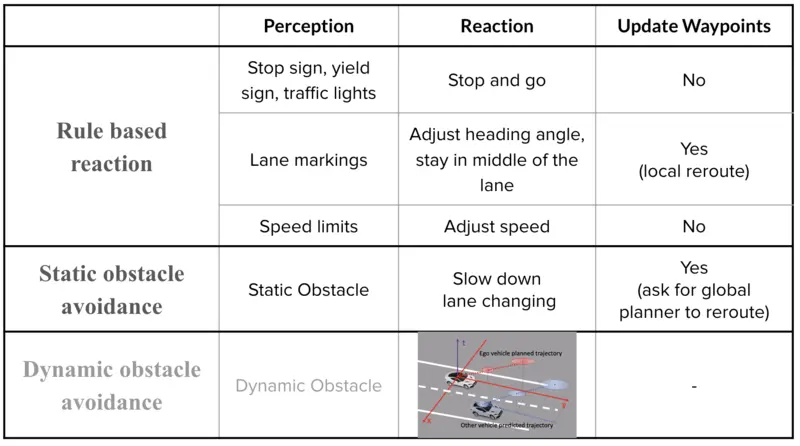 Perception Reaction Update Waypoints
Rule based
reaction
Stop sign, yield
sign, traffic lights
Stop and go
No
Lane markings
Adjust heading angle,
stay in middle of the
lane
Yes
(local reroute)
Speed limits
Adjust speed
No
Static obstacle
avoidance
Static Obstacle
Slow down
lane changing
Yes
(ask for global
planner to reroute)
Dynamic obstacle
avoidance
Dynamic Obstacle
t
Ego vehicle planned trajectory
Y
X
Other vehicle predicted trajectory
-